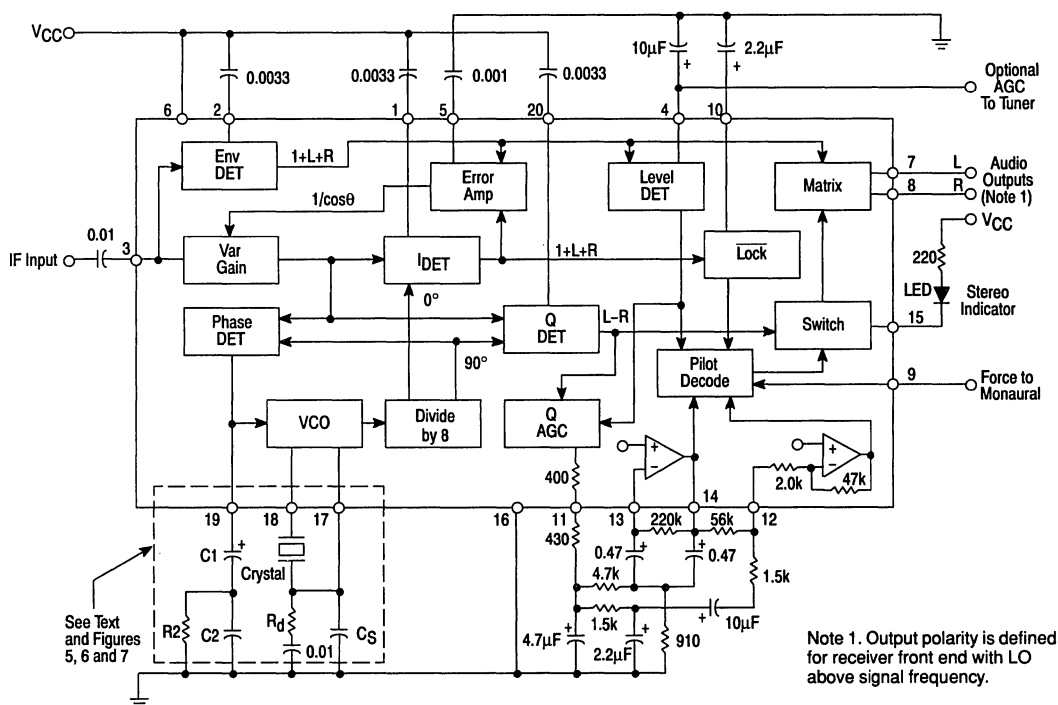 VCC
0.0033
0.0033
0.001
0.0033
10µF
+
2.2µF
+
Optional
AGC
To Tuner
6
2
1
5
20
4
10
Env
DET
1+L+R
Error
Amp
Level
DET
Matrix
7
L
8
R
Audio
Outputs
(Note 1)
1/cosθ
VCC
0.01
3
IF Input
Var
Gain
IDET
1+L+R
Lock
220
LED
Stereo
Indicator
0°
Phase
DET
Q
DET
L–R
Switch
15
90°
Pilot
Decode
9
Force to
Monaural
VCO
Divide
by 8
Q
AGC
+
–
+
–
400
2.0k
47k
19
18
17
16
11
13
14
12
220k
56k
430
C1
+
Crystal
0.47
+
+
0.47
4.7k
1.5k
See Text
and Figures
5, 6 and 7
R2
C2
Rd
0.01
CS
1.5k
+
10µF
4.7µF
+
2.2µF
+
910
Note 1. Output polarity is defined
for receiver front end with LO
above signal frequency.